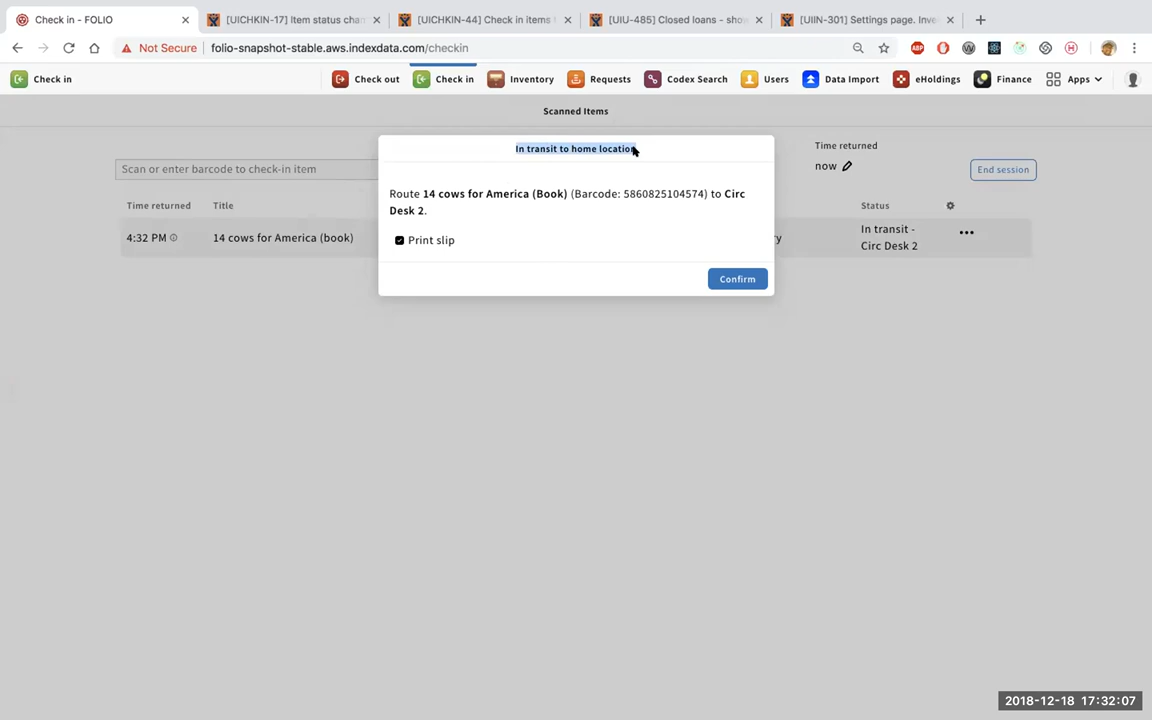 Check in - FOLIO
[UICHKIN-17] Item status chan
[UICHKIN-44] Check in items t
[UIU-485] Closed loans - show
[UIIN-301] Settings page. Inve
Not Secure
folio-snapshot-stable.aws.indexdata.com/checkin
ABP
Check in
Check out
Check in
Inventory
Requests
Codex Search
Users
Data Import
eHoldings
Finance
Apps
Scanned Items
In transit to home location
Time returned
now
End session
Scan or enter barcode to check-in item
Route 14 cows for America (Book) (Barcode: 5860825104574) to Circ
Desk 2.
Print slip
Confirm
Time returned
Title
Status
4:32 PM
14 cows for America (book)
In transit -
Circ Desk 2
2018-12-18 17:32:07